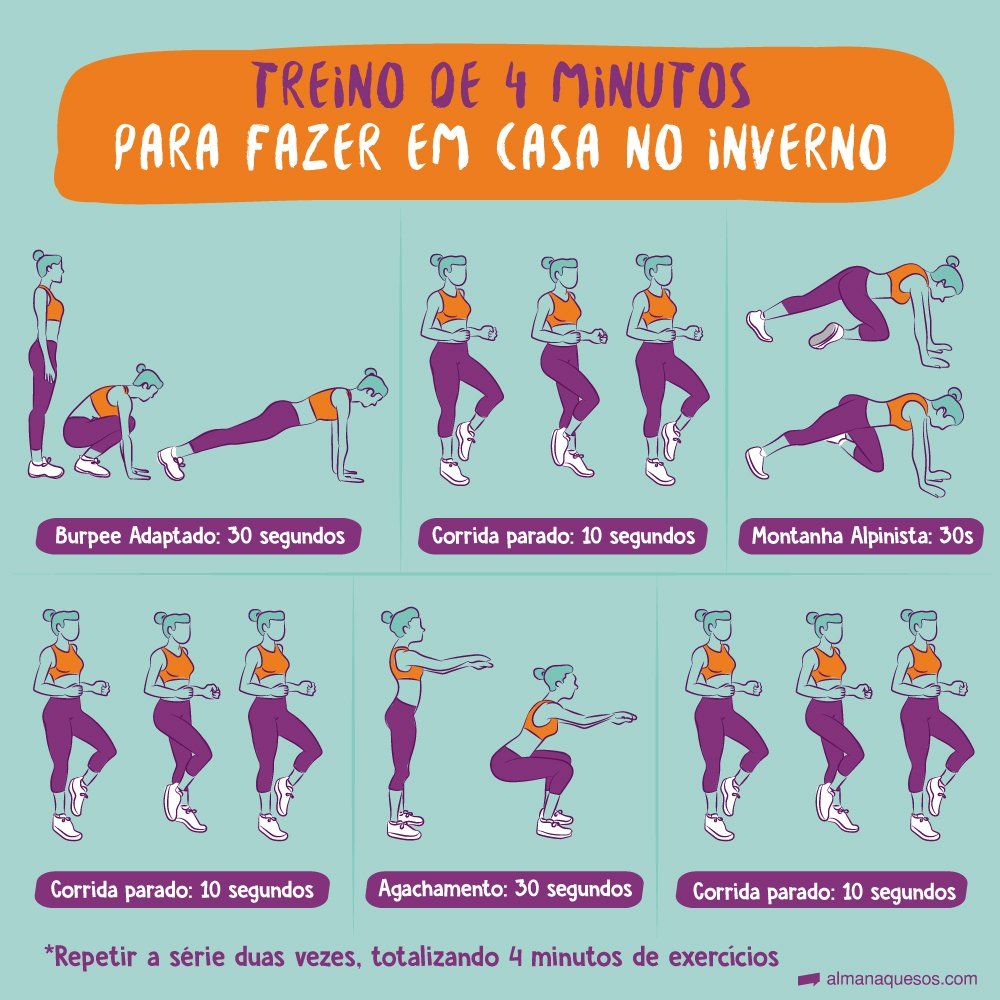 TREINO DE 4 MINUTOS
PARA FAZER EM CASA NO INVERNO
Burpee Adaptado: 30 segundos
Corrida parado: 10 segundos
Montanha Alpinista: 30s
Corrida parado: 10 segundos
Agachamento: 30 segundos
Corrida parado: 10 segundos
*Repetir a série duas vezes, totalizando 4 minutos de exercícios
almanaquesos.com